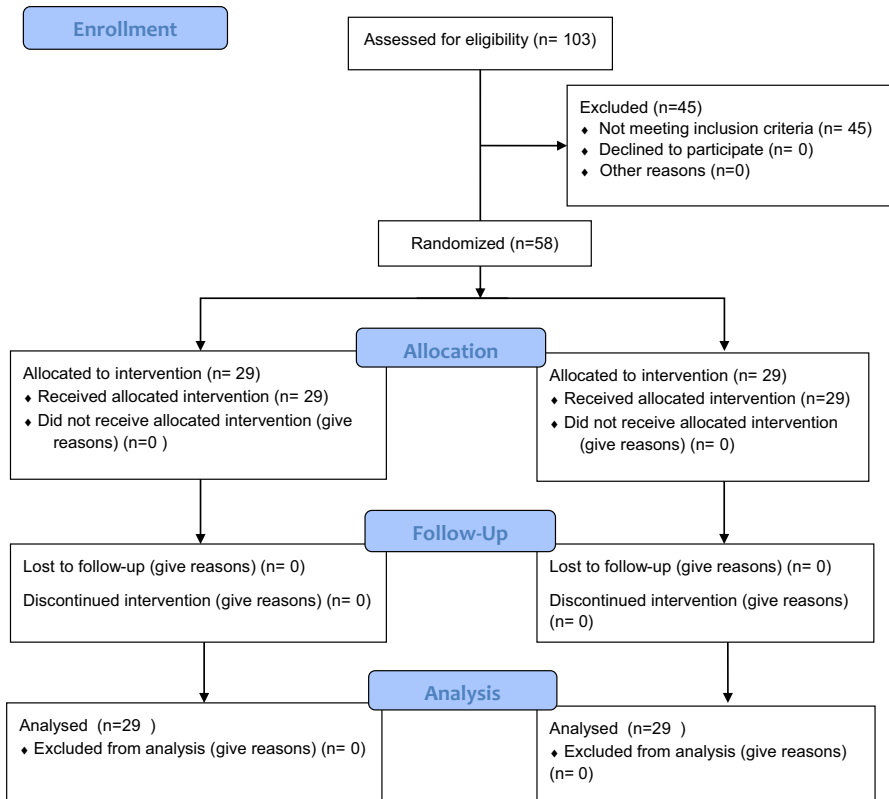 Enrollment
Assessed for eligibility (n= 103)
Excluded (n=45)
♦ Not meeting inclusion criteria (n= 45)
♦ Declined to participate (n= 0)
♦ Other reasons (n=0)
Randomized (n=58)
Allocation
Allocated to intervention (n= 29)
♦ Received allocated intervention (n= 29)
♦ Did not receive allocated intervention (give
reasons) (n=0 )
Allocated to intervention (n= 29)
♦ Received allocated intervention (n=29)
♦ Did not receive allocated intervention
(give reasons) (n= 0)
Follow-Up
Lost to follow-up (give reasons) (n= 0)
Discontinued intervention (give reasons) (n= 0)
Lost to follow-up (give reasons) (n= 0)
Discontinued intervention (give reasons)
(n= 0)
Analysis
Analysed (n=29 )
♦ Excluded from analysis (give reasons) (n= 0)
Analysed (n=29 )
♦ Excluded from analysis (give reasons)
(n= 0)